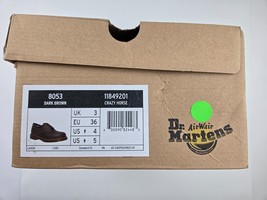 8053
DARK BROWN
11849201
CRAZY HORSE
UK 3
EU 36
US 4
US 5
Dr.
AirWair
Martens